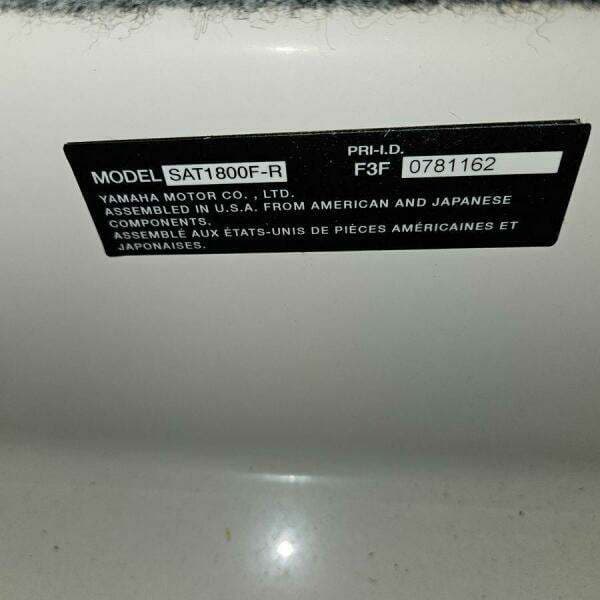 PRI-I.D.
MODEL SAT1800F-R F3F 0781162
YAMAHA MOTOR CO. , LTD.
ASSEMBLED IN U.S.A. FROM AMERICAN AND JAPANESE
COMPONENTS.
ASSEMBLÉ AUX ÉTATS-UNIS DE PIÈCES AMÉRICAINES ET
JAPONAISES.